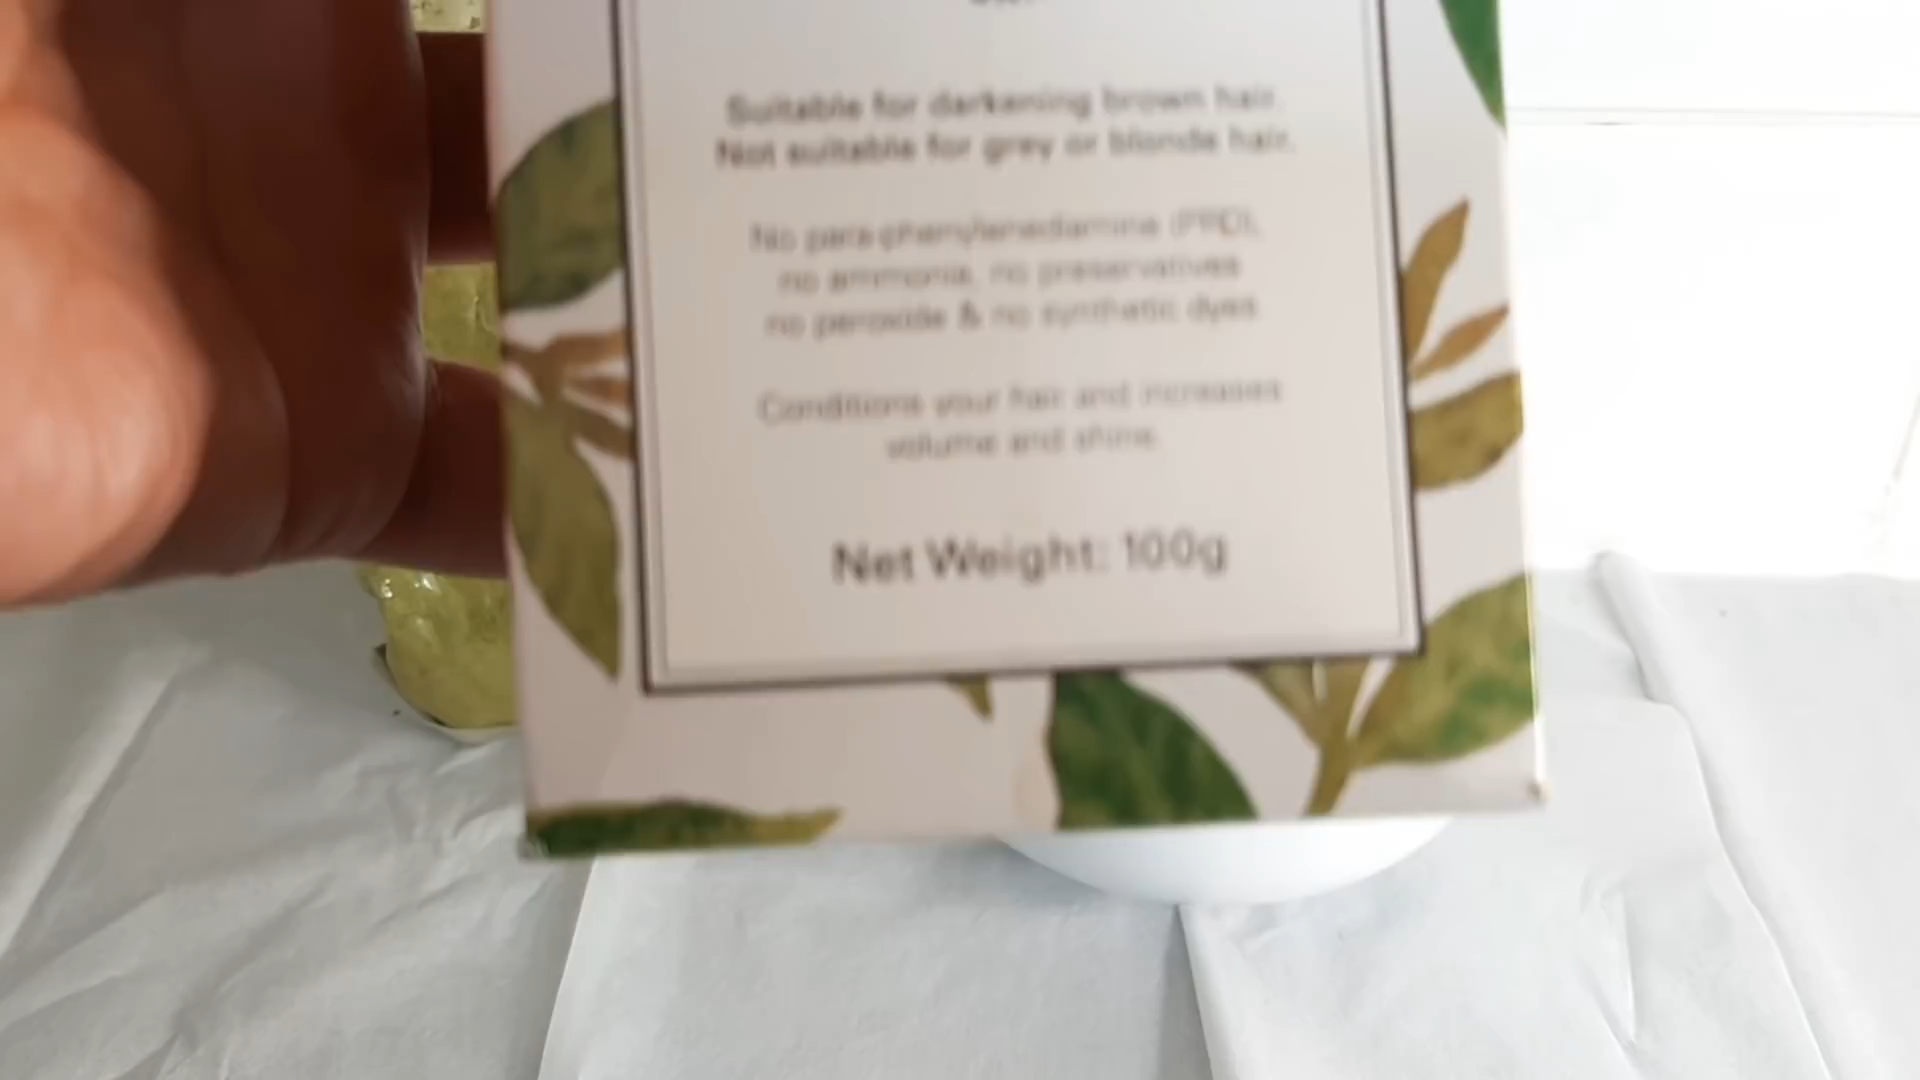 Suitable for darkening brown hair.
Not suitable for grey or blonde hair.
No para-phenylenediamine (PPD),
no ammonia, no preservatives
no peroxide & no synthetic dyes
Conditions your hair and increases
volume and shine.
Net Weight: 100g